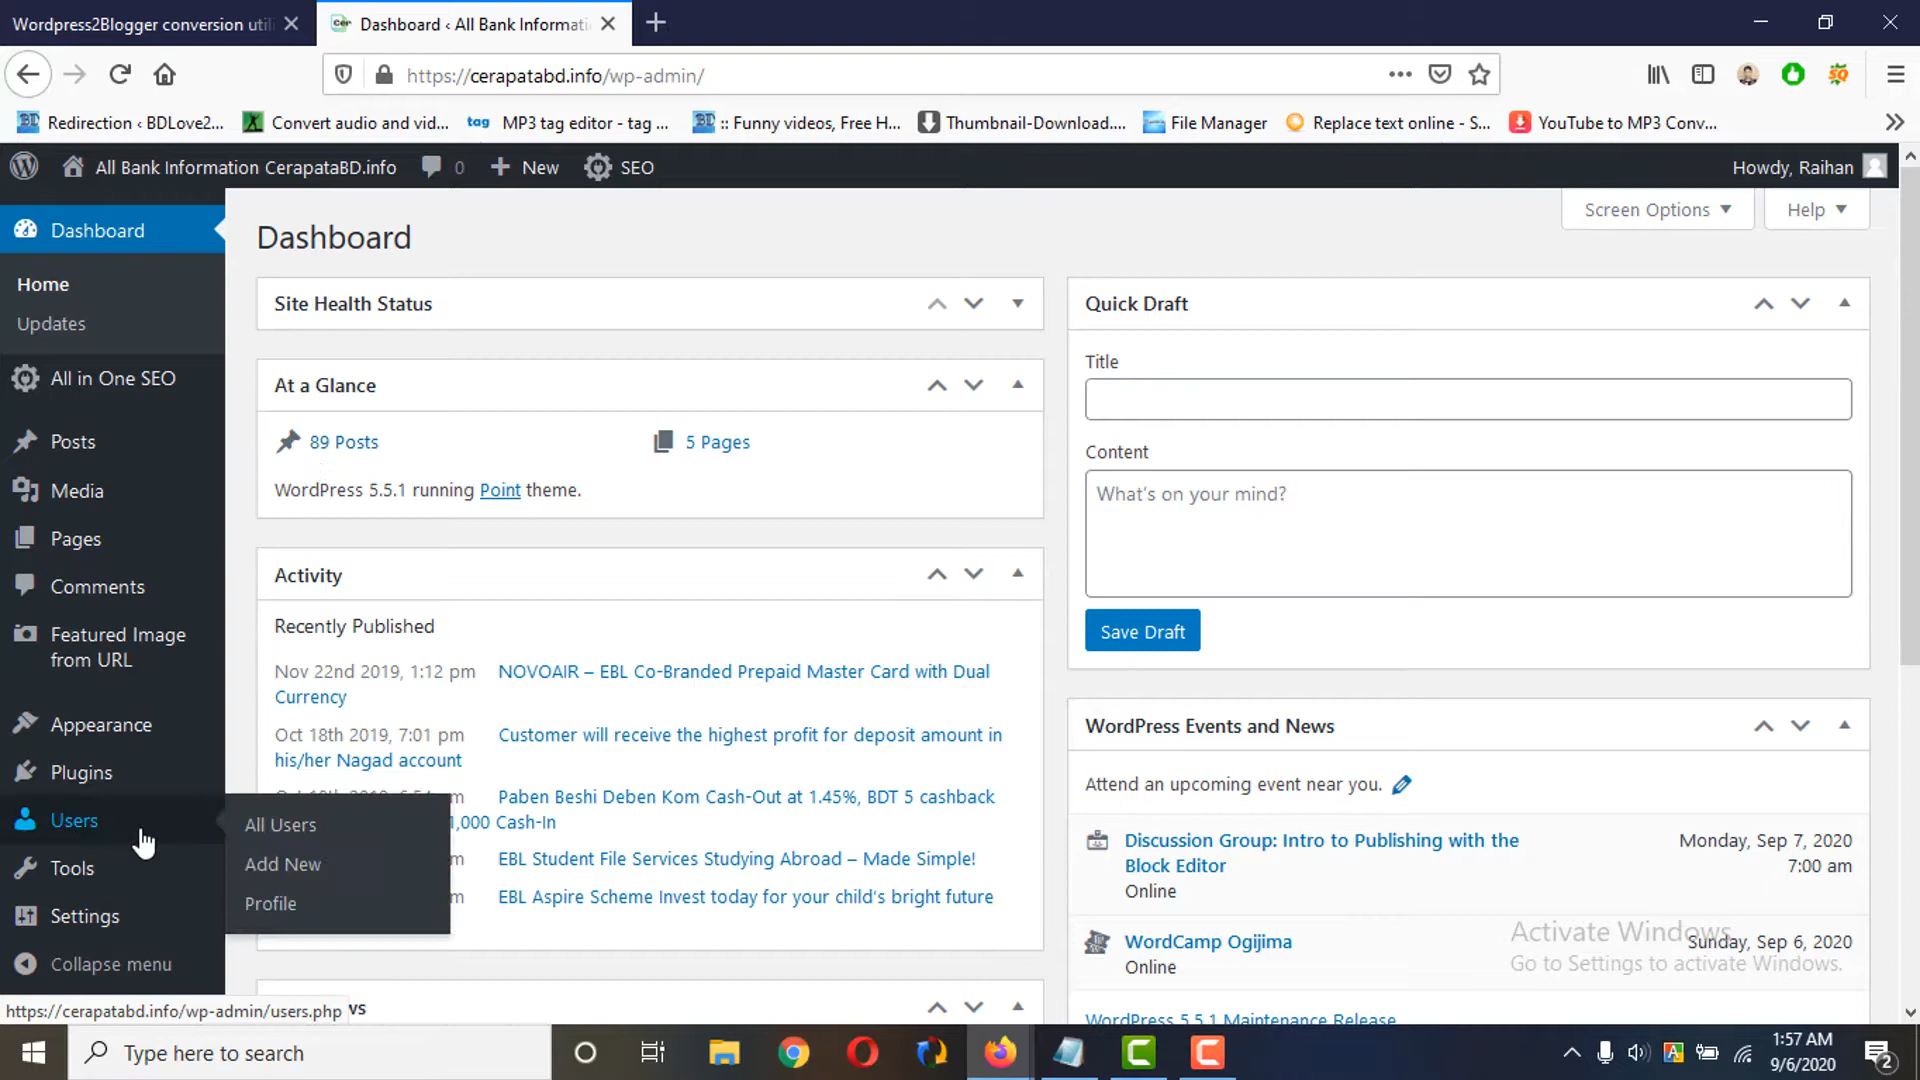 Wordpress2Blogger conversion util
Dashboard ‹ All Bank Informati
https://cerapatabd.info/wp-admin/
Redirection ‹ BDLove2...
Convert audio and vid...
tag MP3 tag editor - tag ...
:: Funny videos, Free H...
Thumbnail-Download....
File Manager
Replace text online - S...
YouTube to MP3 Conv...
All Bank Information CerapataBD.info
0
New
SEO
Howdy, Raihan
Dashboard
Home
Updates
All in One SEO
Posts
Media
Pages
Comments
Featured Image
from URL
Appearance
Plugins
Users
Tools
Settings
Collapse menu
All Users
Add New
Profile
Screen Options
Help
Dashboard
Site Health Status
At a Glance
89 Posts
5 Pages
WordPress 5.5.1 running Point theme.
Activity
Recently Published
Nov 22nd 2019, 1:12 pm NOVOAIR – EBL Co-Branded Prepaid Master Card with Dual
Currency
Oct 18th 2019, 7:01 pm Customer will receive the highest profit for deposit amount in
his/her Nagad account
m Paben Beshi Deben Kom Cash-Out at 1.45%, BDT 5 cashback
1,000 Cash-In
m EBL Student File Services Studying Abroad – Made Simple!
m EBL Aspire Scheme Invest today for your child's bright future
Quick Draft
Title
Content
What's on your mind?
Save Draft
WordPress Events and News
Attend an upcoming event near you.
Discussion Group: Intro to Publishing with the
Block Editor
Online
Monday, Sep 7, 2020
7:00 am
WordCamp Ogijima
Online
Sunday, Sep 6, 2020
WordPress 5.5.1 Maintenance Release
Activate Windows
Go to Settings to activate Windows.
https://cerapatabd.info/wp-admin/users.php
ws
Type here to search
1:57 AM
9/6/2020
2